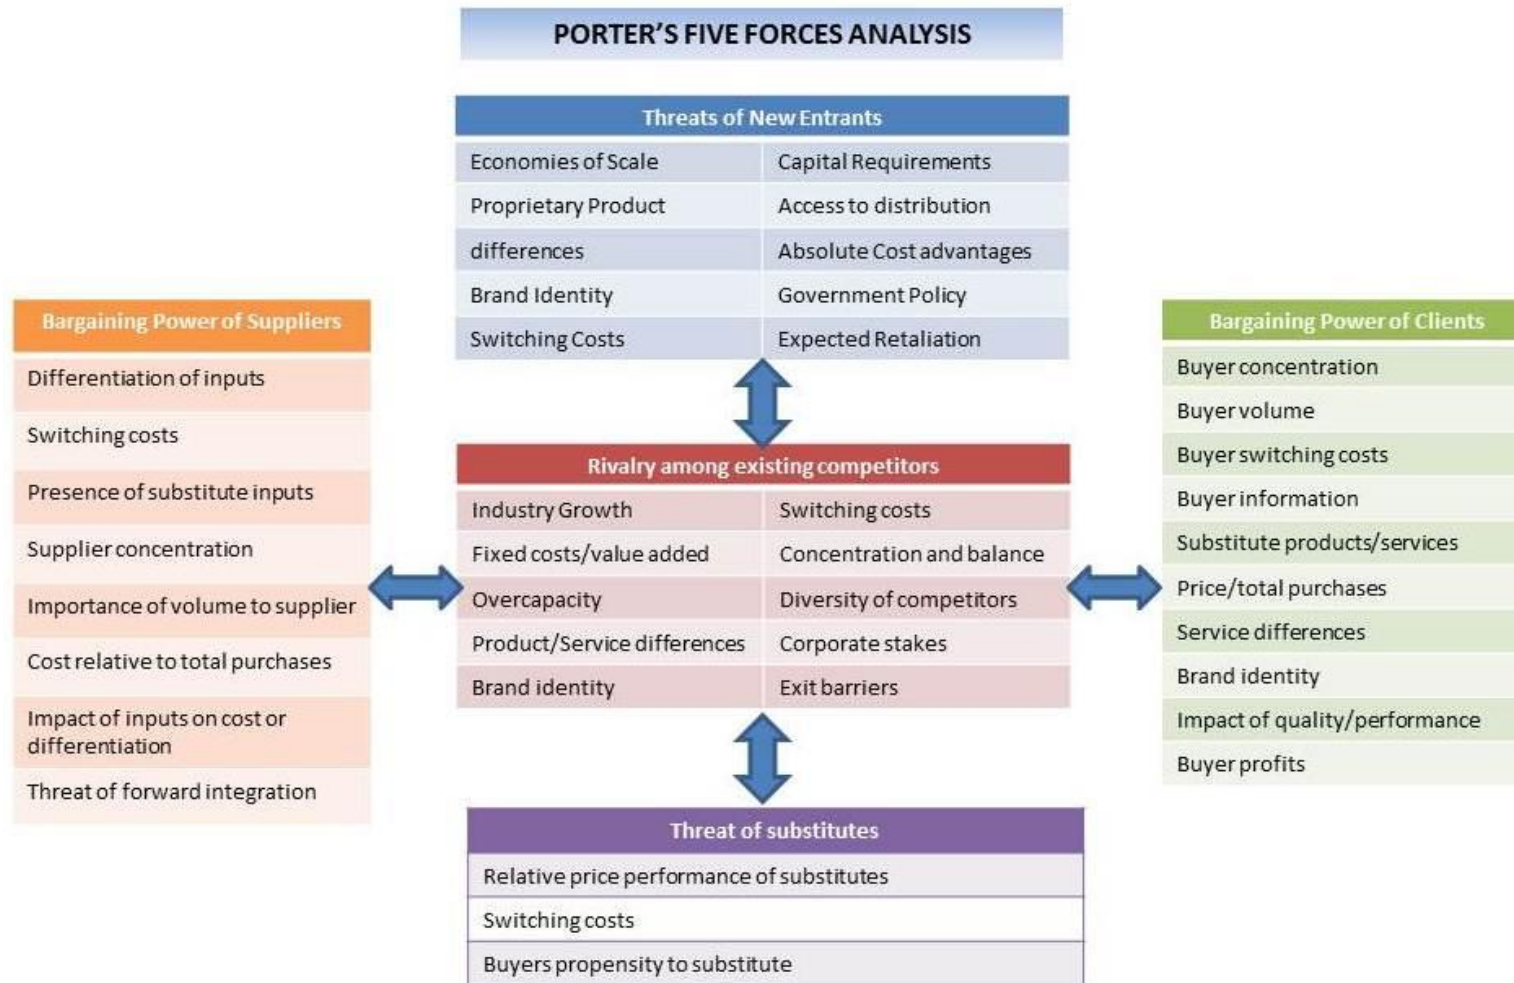 PORTER'S FIVE FORCES ANALYSIS
Threats of New Entrants
Economies of Scale
Capital Requirements
Proprietary Product
Access to distribution
differences
Absolute Cost advantages
Brand Identity
Government Policy
Switching Costs
Expected Retaliation
Bargaining Power of Suppliers
Differentiation of inputs
Switching costs
Presence of substitute inputs
Supplier concentration
Importance of volume to supplier
Cost relative to total purchases
Impact of inputs on cost or
differentiation
Threat of forward integration
Rivalry among existing competitors
Industry Growth
Switching costs
Fixed costs/value added
Concentration and balance
Overcapacity
Diversity of competitors
Product/Service differences
Corporate stakes
Brand identity
Exit barriers
Bargaining Power of Clients
Buyer concentration
Buyer volume
Buyer switching costs
Buyer information
Substitute products/services
Price/total purchases
Service differences
Brand identity
Impact of quality/performance
Buyer profits
Threat of substitutes
Relative price performance of substitutes
Switching costs
Buyers propensity to substitute